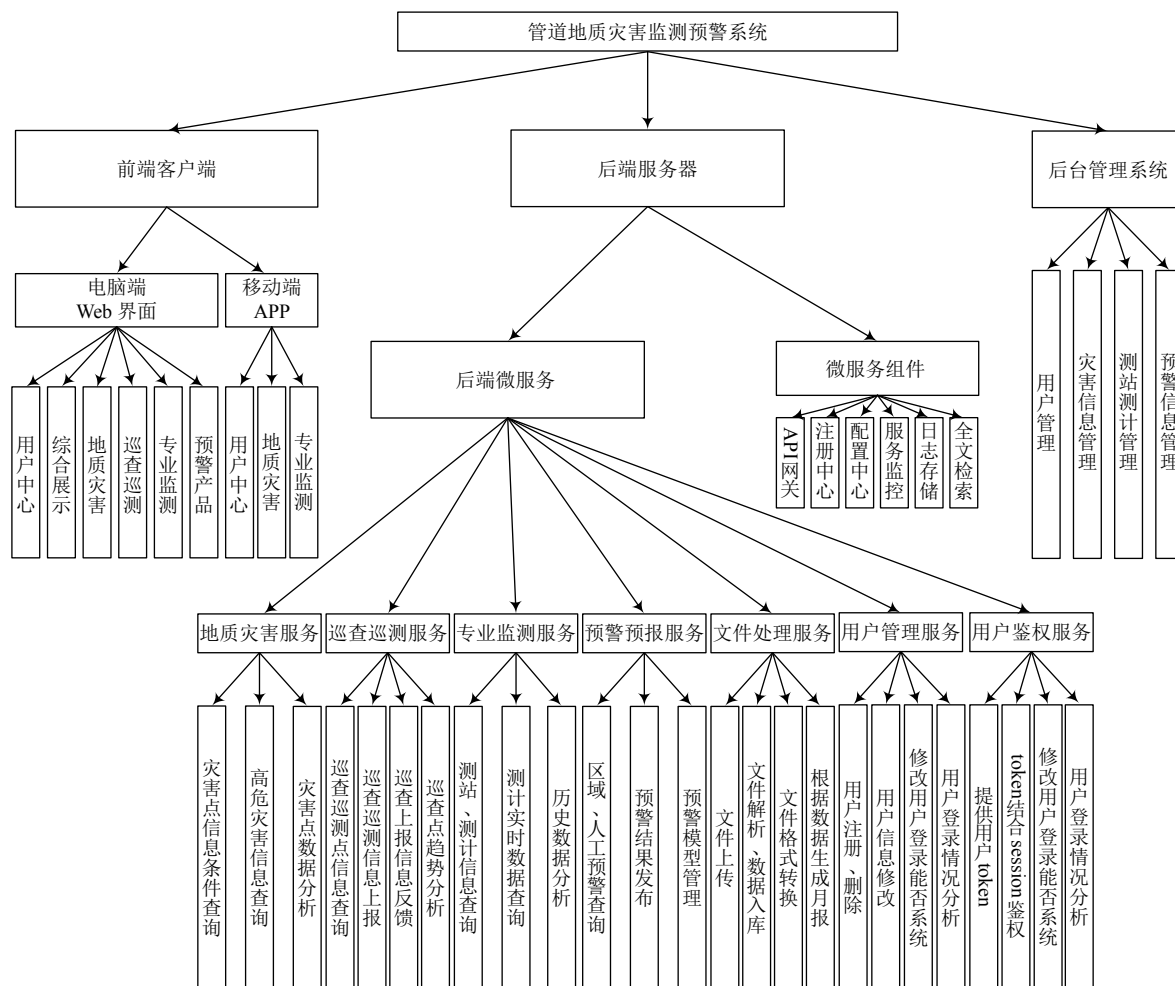 管道地质灾害监测预警系统
前端客户端
后端服务器
后台管理系统
电脑端
Web 界面
移动端
APP
用户中心
综合展示
地质灾害
巡查巡测
专业监测
预警产品
用户中心
地质灾害
专业监测
后端微服务
微服务组件
API网关
注册中心
配置中心
服务监控
日志存储
全文检索
用户管理
灾害信息管理
测站测计管理
预警信息管理
地质灾害服务
巡查巡测服务
专业监测服务
预警预报服务
文件处理服务
用户管理服务
用户鉴权服务
灾害点信息条件查询
高危灾害信息查询
灾害点数据分析
巡查巡测点信息查询
巡查巡测信息上报
巡查上报信息反馈
巡查点趋势分析
测站、测计信息查询
测计实时数据查询
历史数据分析
区域、人工预警查询
预警结果发布
预警模型管理
文件上传
文件解析、数据入库
文件格式转换
根据数据生成月报
用户注册、删除
用户信息修改
修改用户登录能否系统
用户登录情况分析
提供用户 token
token结合 session 鉴权
修改用户登录能否系统
用户登录情况分析